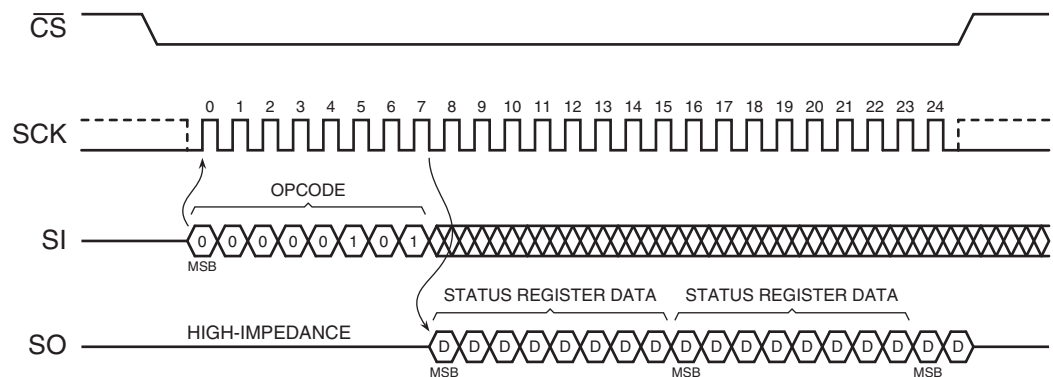 CS
0 1 2 3 4 5 6 7 8 9 10 11 12 13 14 15 16 17 18 19 20 21 22 23 24
SCK
OPCODE
SI 0 0 0 0 0 1 0 1
MSB
STATUS REGISTER DATA STATUS REGISTER DATA
SO HIGH-IMPEDANCE D D D D D D D D D D D D D D D D D D
MSB MSB MSB